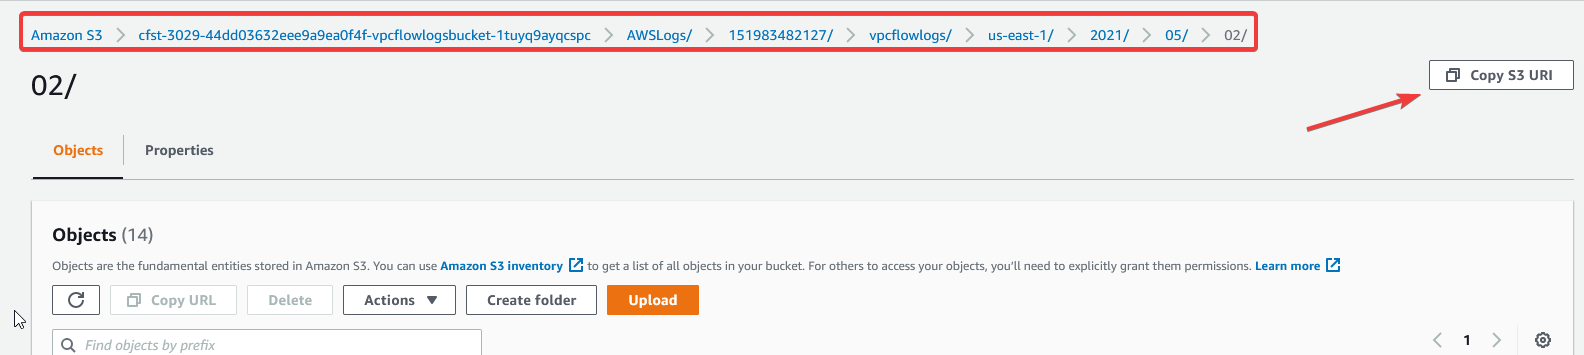 Amazon S3 > cfst-3029-44dd03632eee9a9ea0f4f-vpcflowlogsbucket-1tuyq9ayqcspc > AWSLogs/ > 151983482127/ > vpcflowlogs/ > us-east-1/ > 2021/ > 05/ > 02/
02/
Copy S3 URI
Objects Properties
Objects (14)
Objects are the fundamental entities stored in Amazon S3. You can use Amazon S3 inventory to get a list of all objects in your bucket. For others to access your objects, you'll need to explicitly grant them permissions. Learn more
Copy URL Delete Actions Create folder Upload
Find objects by prefix
< 1 >